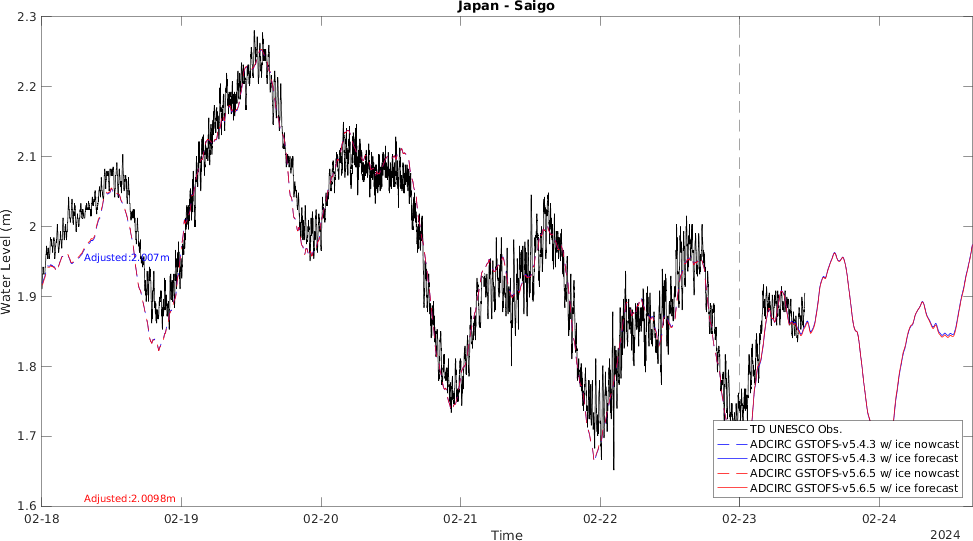 Japan - Saigo
2.3
2.2
2.1
2
1.9
1.8
1.7
1.6
Water Level (m)
Adjusted:2.007m
Adjusted:2.0098m
TD UNESCO Obs.
ADCIRC GSTOFS-v5.4.3 w/ ice nowcast
ADCIRC GSTOFS-v5.4.3 w/ ice forecast
ADCIRC GSTOFS-v5.6.5 w/ ice nowcast
ADCIRC GSTOFS-v5.6.5 w/ ice forecast
02-18 02-19 02-20 02-21 02-22 02-23 02-24
Time
2024